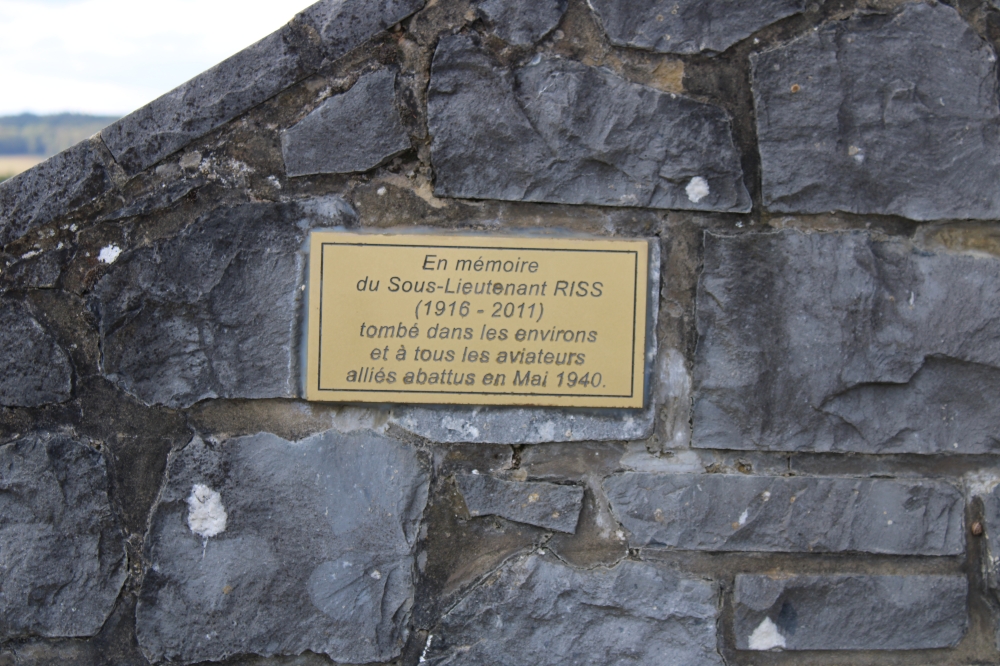 En mémoire
du Sous-Lieutenant RISS
(1916 - 2011)
tombé dans les environs
et à tous les aviateurs
alliés abattus en Mai 1940.